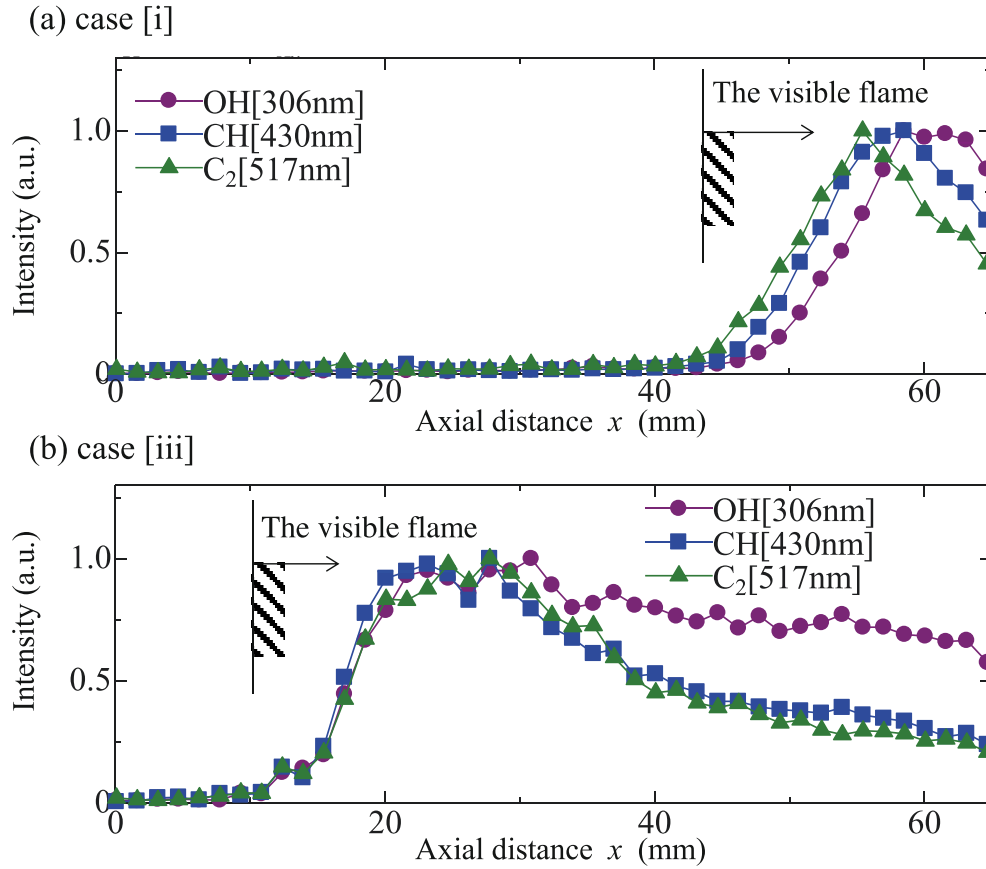 (a) case [i]
OH[306nm]
CH[430nm]
C₂[517nm]
The visible flame
1.0
0.5
0
Intensity (a.u.)
0 20 40 60
Axial distance x (mm)
(b) case [iii]
The visible flame
OH[306nm]
CH[430nm]
C₂[517nm]
1.0
0.5
0
Intensity (a.u.)
0 20 40 60
Axial distance x (mm)